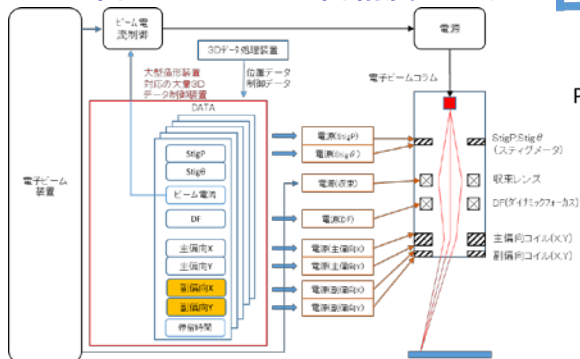 ビーム電
流制御
電源
3Dデータ処理装置
大型造形装置
対応の大量3D
データ制御装置
位置データ
制御データ
電子ビームコラム
DATA
電子ビーム
装置
StigP
Stigθ
ビーム電流
DF
主偏向X
主偏向Y
副偏向X
副偏向Y
停留時間
電源(StigP)
電源(Stigθ)
電源(収束)
電源(DF)
電源(主偏向X)
電源(主偏向Y)
電源(副偏向X)
電源(副偏向Y)
StigP,Stigθ
(スティグメータ)
収束レンズ
DF(ダイナミックフォーカス)
主偏向コイル(X,Y)
副偏向コイル(X,Y)